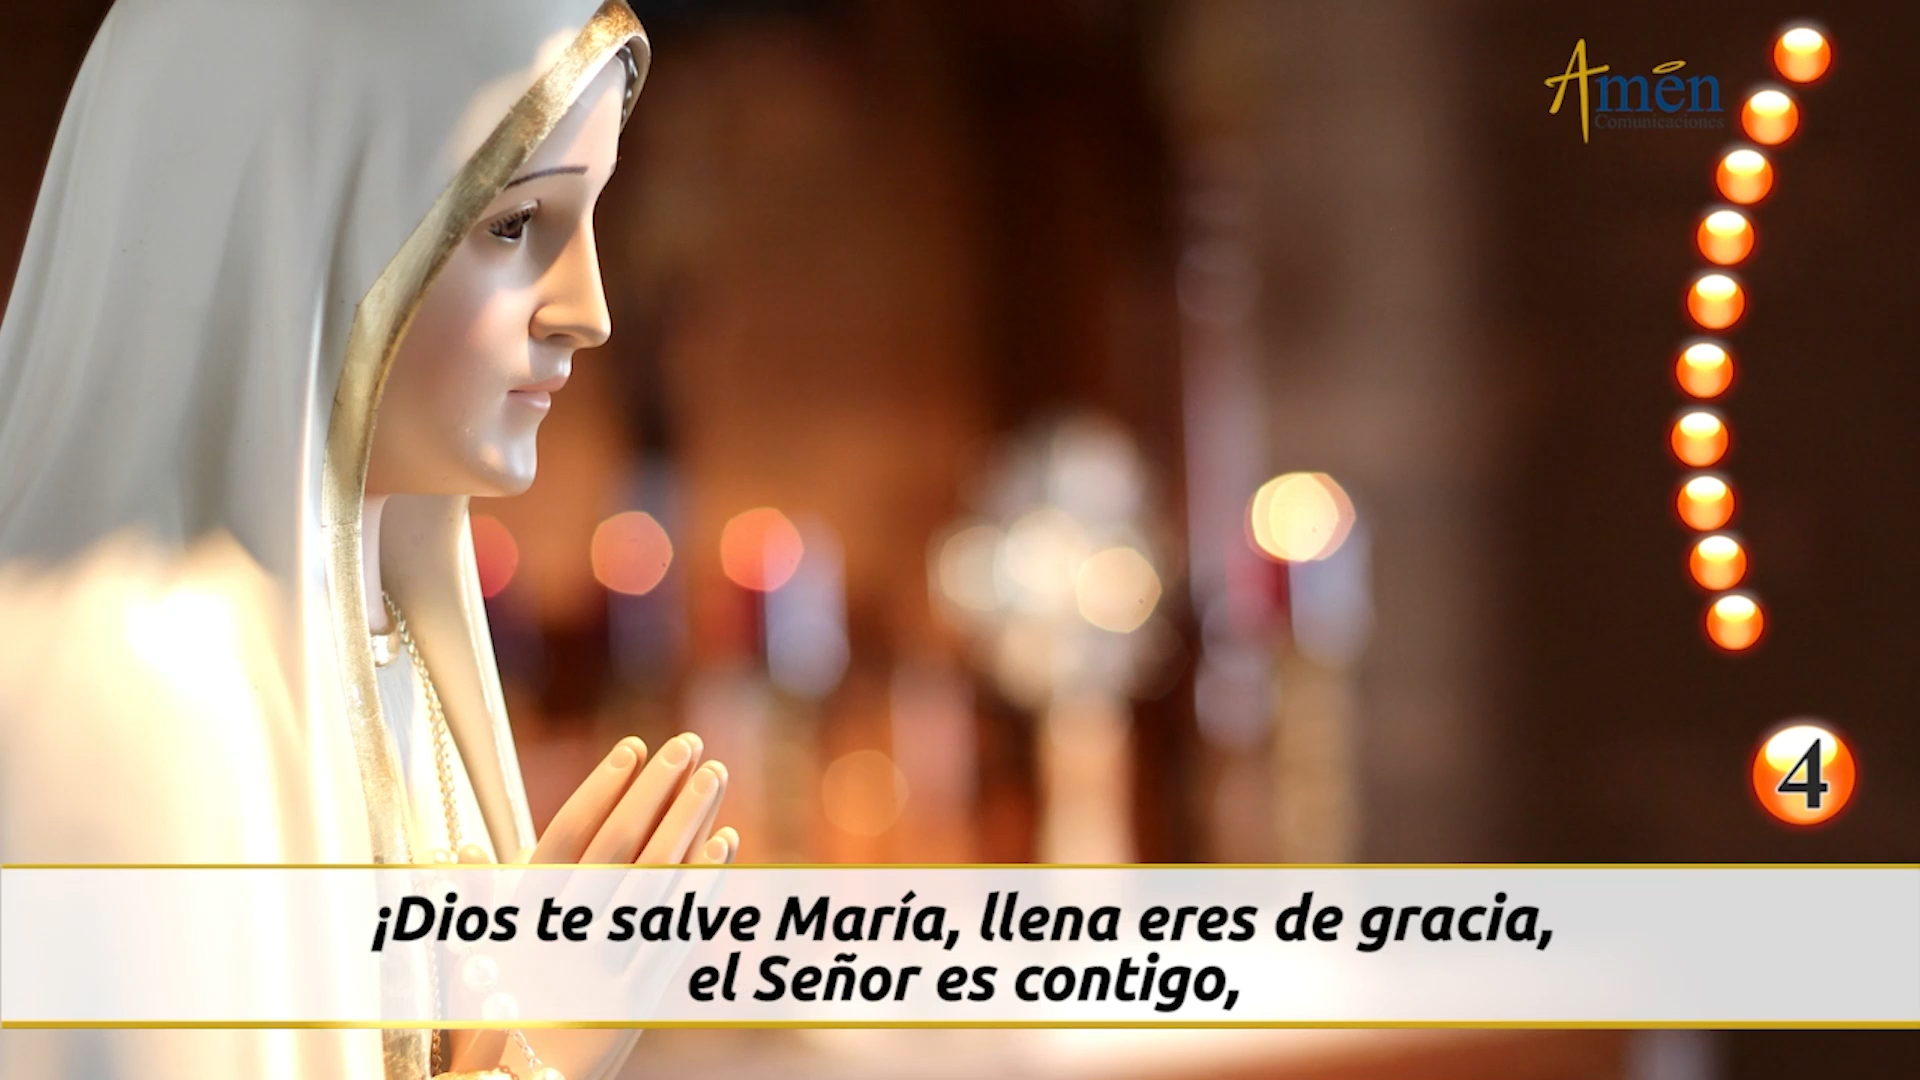 Amén
Comunicaciones
4
¡Dios te salve María, llena eres de gracia,
el Señor es contigo,